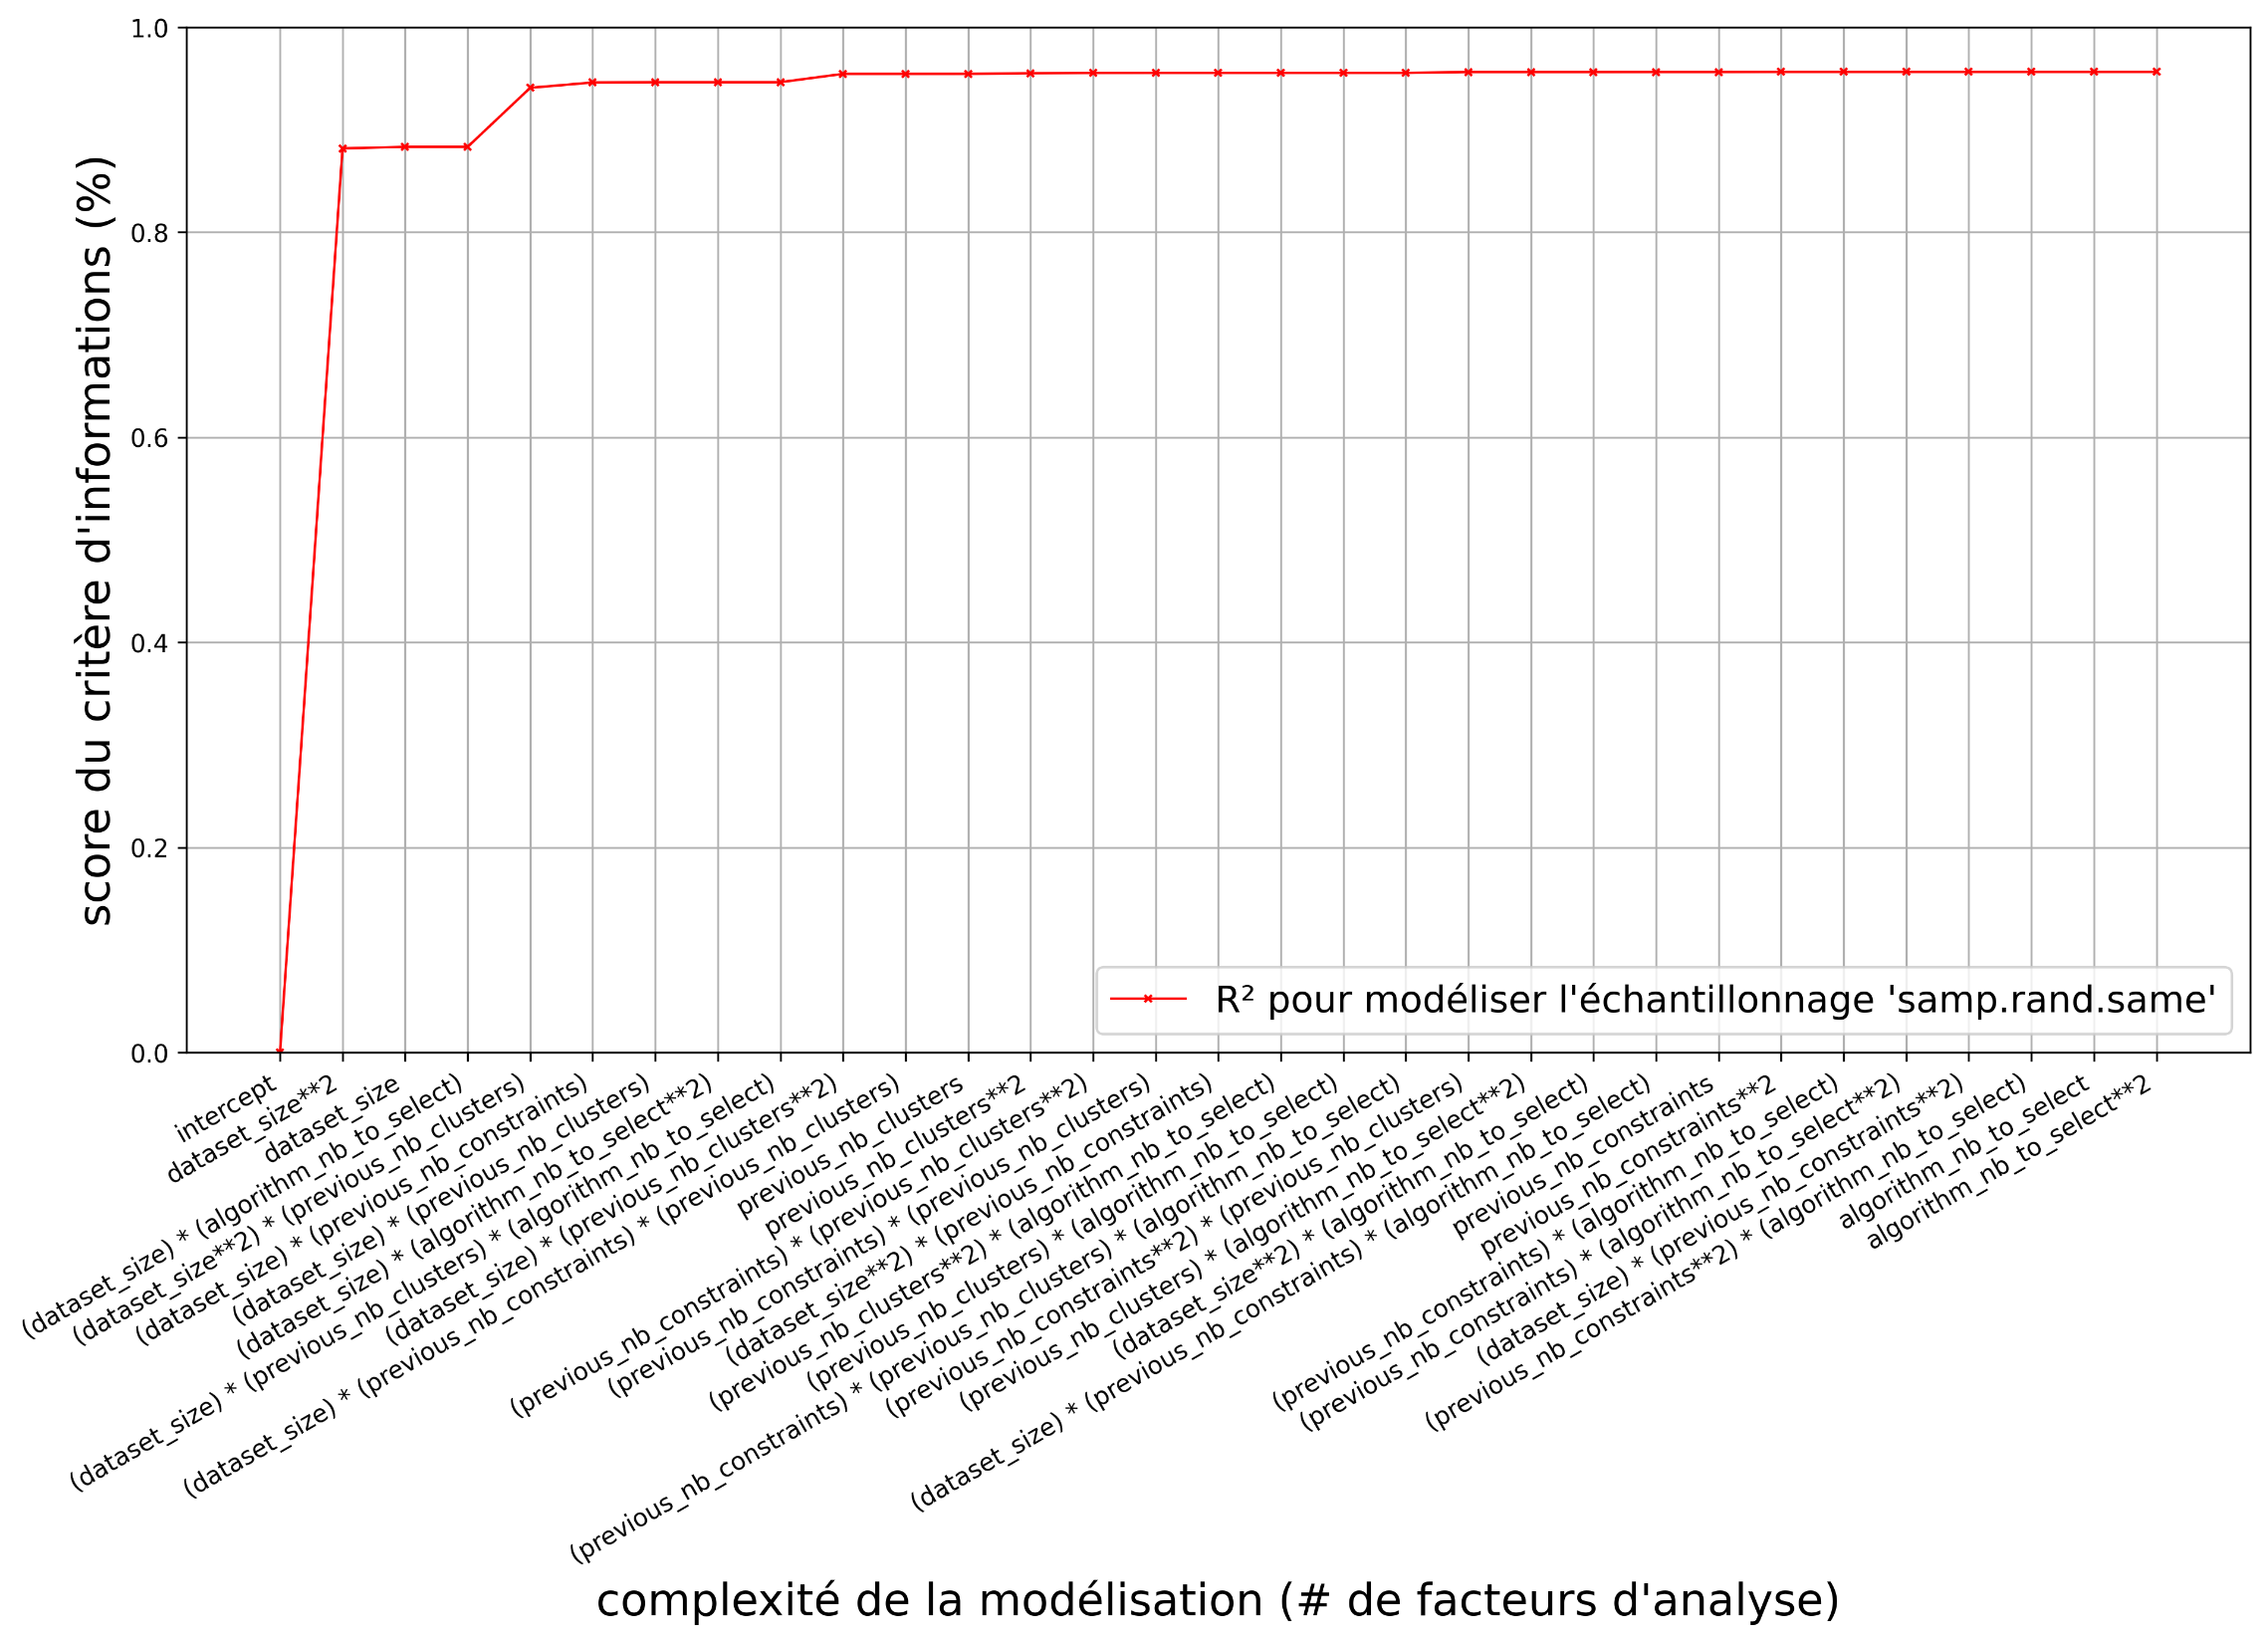 score du critère d'informations (%)
1.0
0.8
0.6
0.4
0.2
0.0
R² pour modéliser l'échantillonnage 'samp.rand.same'
intercept
dataset_size**2
dataset_size
(dataset_size) * (algorithm_nb_to_select)
(dataset_size**2) * (previous_nb_clusters)
(dataset_size) * (previous_nb_constraints)
(dataset_size) * (previous_nb_clusters)
(dataset_size) * (algorithm_nb_to_select**2)
(dataset_size) * (previous_nb_clusters) * (algorithm_nb_to_select)
(dataset_size) * (previous_nb_clusters**2)
(dataset_size) * (previous_nb_constraints) * (previous_nb_clusters)
previous_nb_clusters
previous_nb_clusters**2
(previous_nb_constraints) * (previous_nb_clusters**2)
(previous_nb_constraints) * (previous_nb_clusters)
(dataset_size**2) * (previous_nb_constraints)
(previous_nb_clusters**2) * (algorithm_nb_to_select)
(previous_nb_clusters) * (algorithm_nb_to_select)
(previous_nb_constraints) * (previous_nb_clusters) * (algorithm_nb_to_select)
(previous_nb_constraints**2) * (previous_nb_clusters)
(previous_nb_clusters) * (algorithm_nb_to_select**2)
(dataset_size**2) * (algorithm_nb_to_select)
(dataset_size) * (previous_nb_constraints) * (algorithm_nb_to_select)
previous_nb_constraints
previous_nb_constraints**2
(previous_nb_constraints) * (algorithm_nb_to_select)
(previous_nb_constraints) * (algorithm_nb_to_select**2)
(dataset_size) * (previous_nb_constraints**2)
(previous_nb_constraints**2) * (algorithm_nb_to_select)
algorithm_nb_to_select
algorithm_nb_to_select**2
complexité de la modélisation (# de facteurs d'analyse)